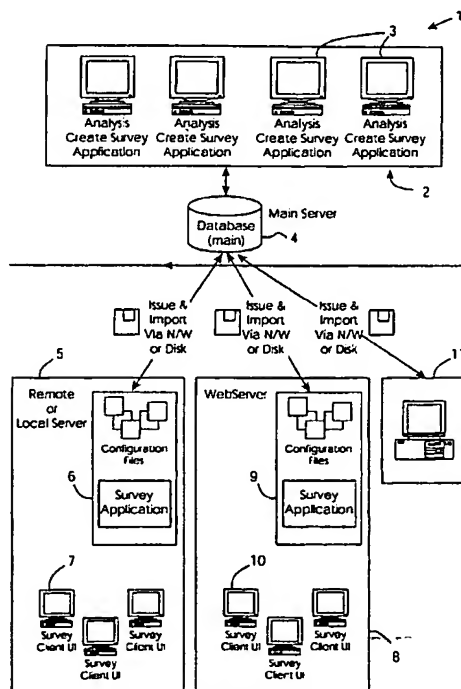 1
3
Analysis
Create Survey
Application
Analysis
Create Survey
Application
Analysis
Create Survey
Application
Analysis
Create Survey
Application
2
Database
(main)
Main Server
4
Issue &
Import
Via N/W
or Disk
Issue &
Import
Via N/W
or Disk
Issue &
Import
Via N/W
or Disk
5
11
Remote
or
Local Server
Configuration
Files
6
Survey
Application
WebServer
Configuration
Files
9
Survey
Application
7
Survey
Client UI
Survey
Client UI
Survey
Client UI
10
Survey
Client UI
Survey
Client UI
Survey
Client UI
8